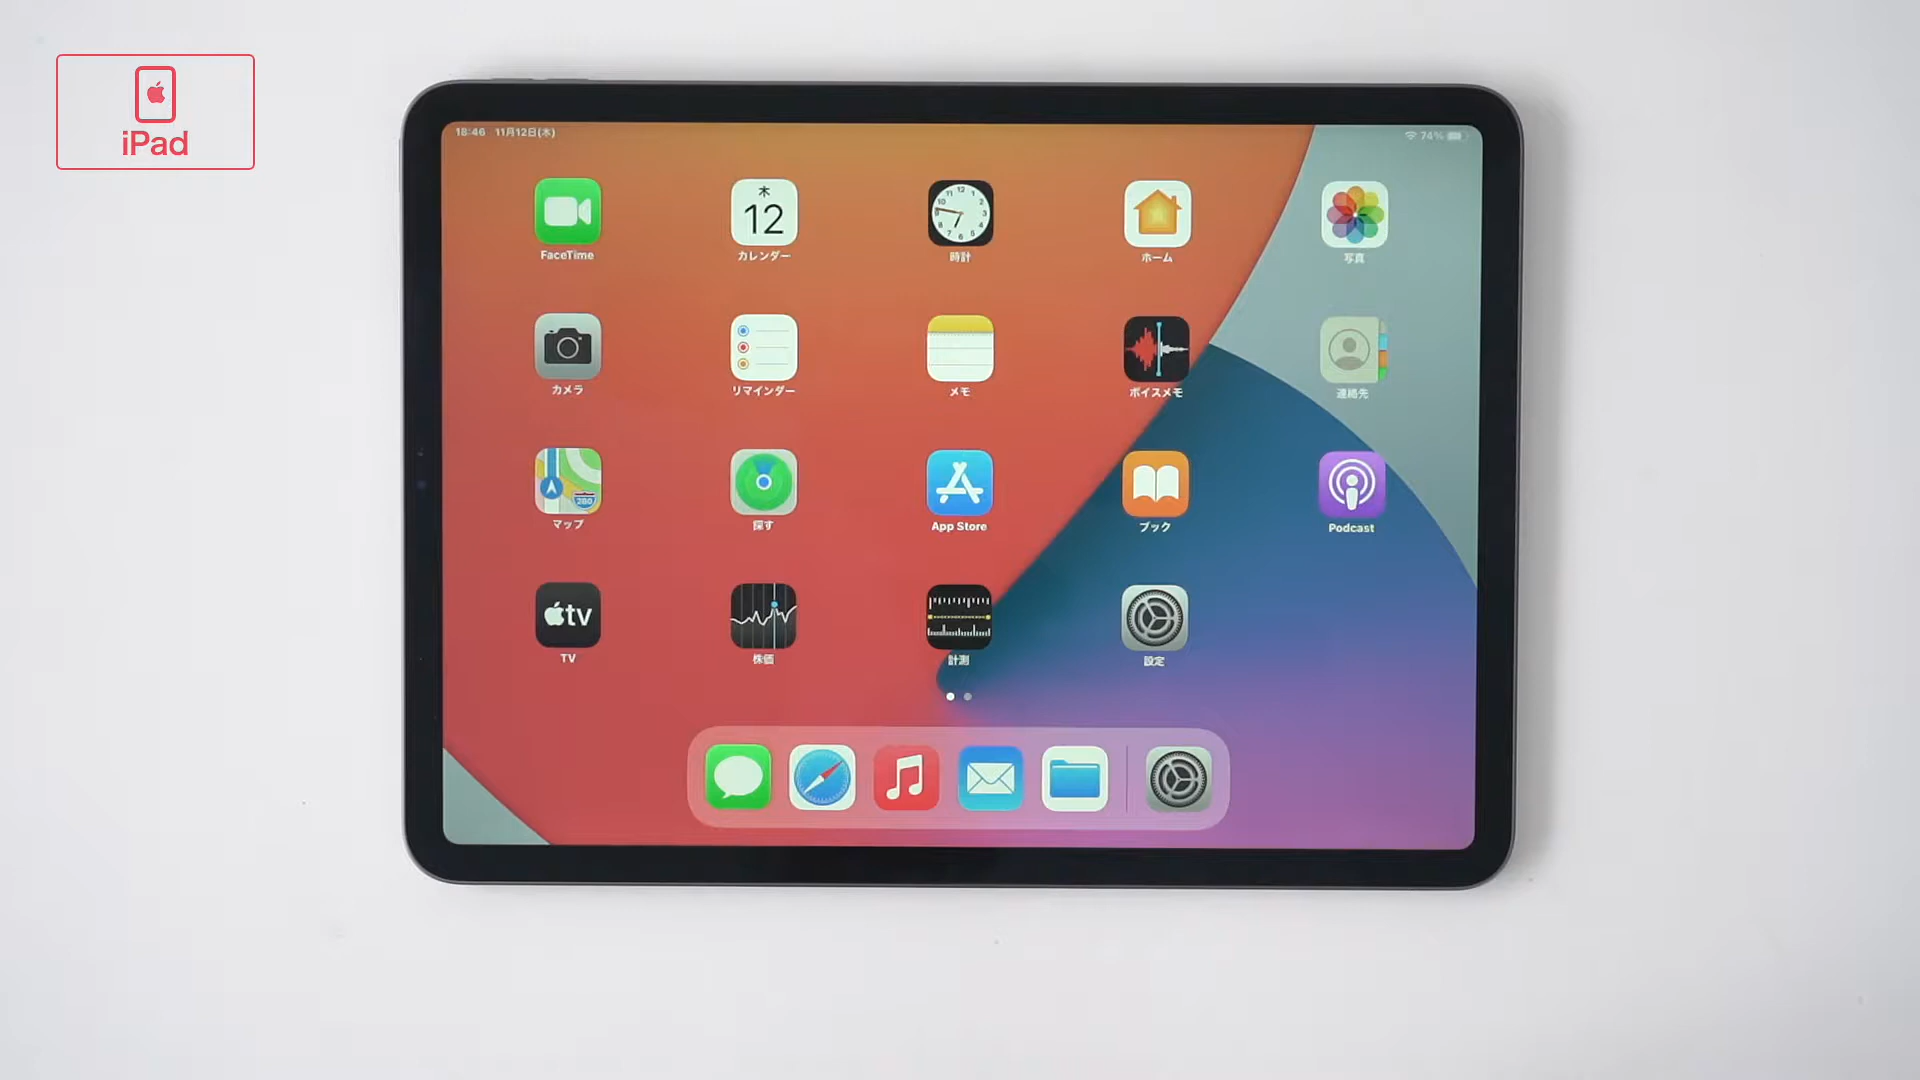 iPad
18:46 11月12日(木) 74%
FaceTime
木
12
カレンダー
時計
ホーム
写真
カメラ
リマインダー
メモ
ボイスメモ
連絡先
280
マップ
探す
App Store
ブック
Podcast
tv
TV
株価
計測
設定